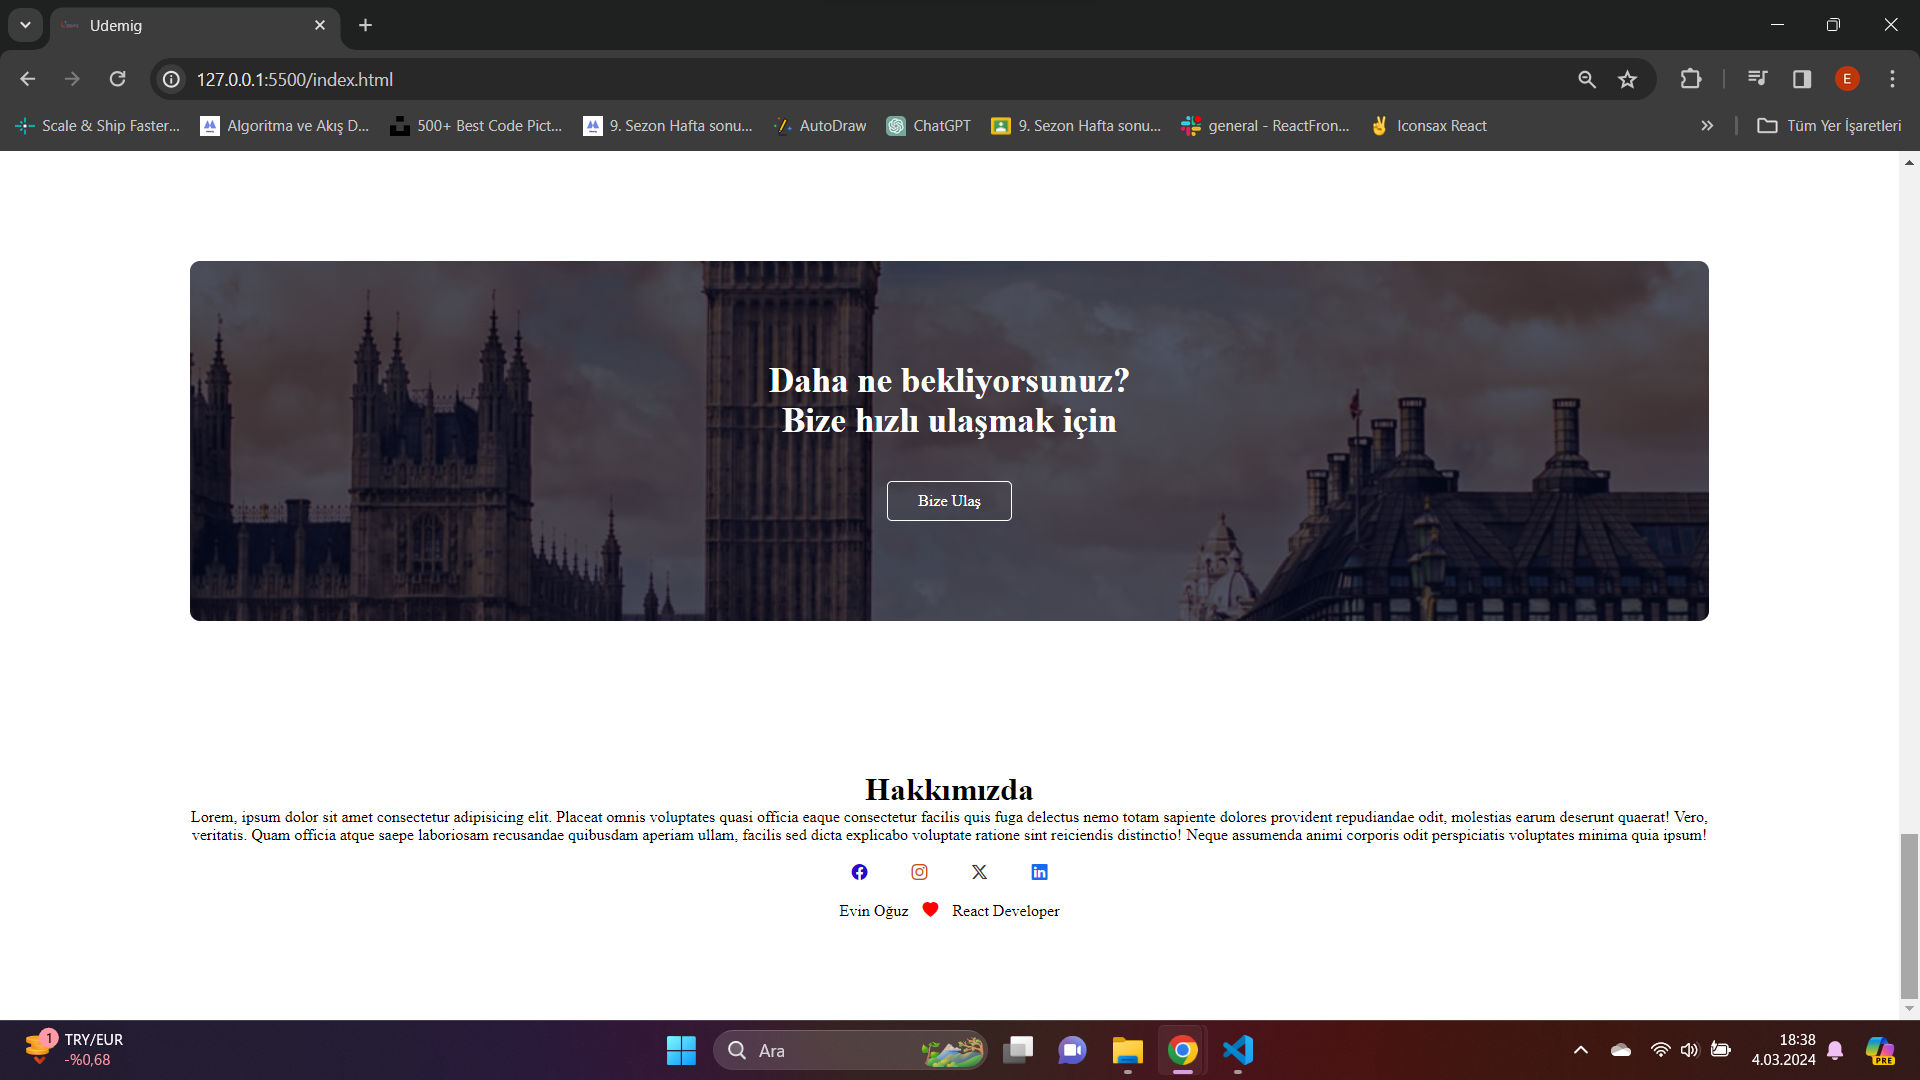 Udemig
127.0.0.1:5500/index.html
E
Scale & Ship Faster...
Algoritma ve Akış D...
500+ Best Code Pict...
9. Sezon Hafta sonu...
AutoDraw
ChatGPT
9. Sezon Hafta sonu...
general - ReactFron...
Iconsax React
Tüm Yer İşaretleri
Daha ne bekliyorsunuz?
Bize hızlı ulaşmak için
Bize Ulaş
Hakkımızda
Lorem, ipsum dolor sit amet consectetur adipisicing elit. Placeat omnis voluptates quasi officia eaque consectetur facilis quis fuga delectus nemo totam sapiente dolores provident repudiandae odit, molestias earum deserunt quaerat! Vero,
veritatis. Quam officia atque saepe laboriosam recusandae quibusdam aperiam ullam, facilis sed dicta explicabo voluptate ratione sint reiciendis distinctio! Neque assumenda animi corporis odit perspiciatis voluptates minima quia ipsum!
Evin Oğuz React Developer
1
TRY/EUR
-%0,68
Ara
18:38
4.03.2024
PRE